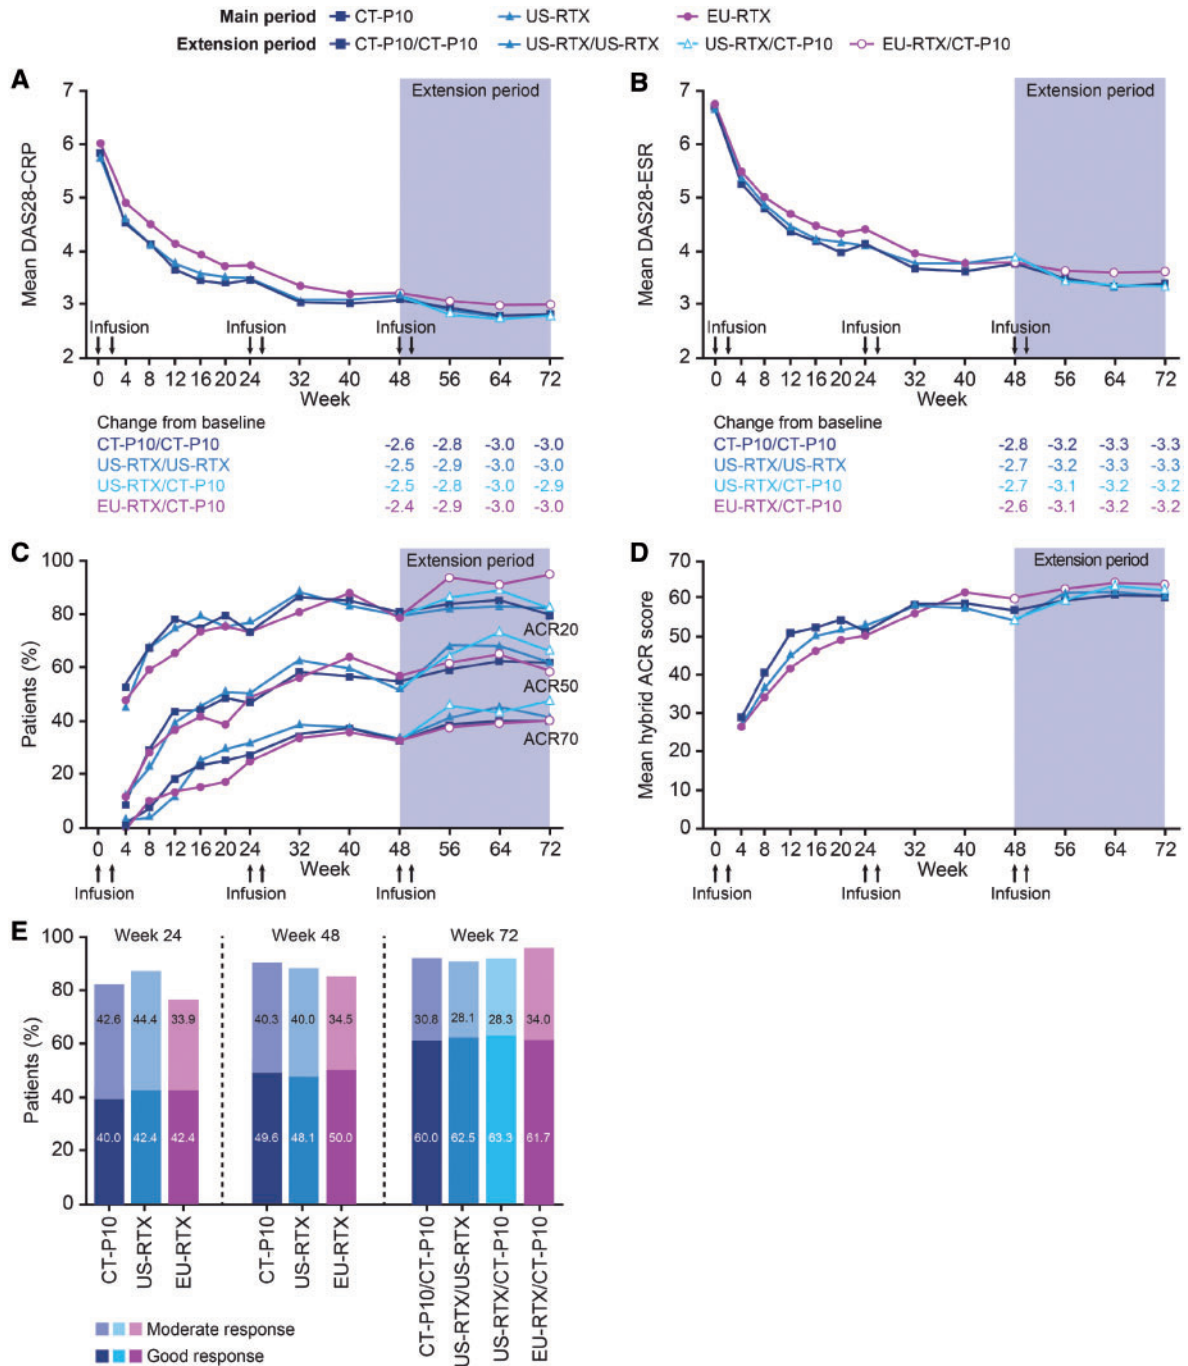 Main period CT-P10 US-RTX EU-RTX
Extension period CT-P10/CT-P10 US-RTX/US-RTX US-RTX/CT-P10 EU-RTX/CT-P10
A
Mean DAS28-CRP
7
6
5
4
3
2
Extension period
Infusion Infusion Infusion
0 4 8 12 16 20 24 32 40 48 56 64 72
Week
Change from baseline
CT-P10/CT-P10 -2.6 -2.8 -3.0 -3.0
US-RTX/US-RTX -2.5 -2.9 -3.0 -3.0
US-RTX/CT-P10 -2.5 -2.8 -3.0 -2.9
EU-RTX/CT-P10 -2.4 -2.9 -3.0 -3.0
B
Mean DAS28-ESR
7
6
5
4
3
2
Extension period
Infusion Infusion Infusion
0 4 8 12 16 20 24 32 40 48 56 64 72
Week
Change from baseline
CT-P10/CT-P10 -2.8 -3.2 -3.3 -3.3
US-RTX/US-RTX -2.7 -3.2 -3.3 -3.3
US-RTX/CT-P10 -2.7 -3.1 -3.2 -3.2
EU-RTX/CT-P10 -2.6 -3.1 -3.2 -3.2
C
Patients (%)
100
80
60
40
20
0
Extension period
ACR20
ACR50
ACR70
0 4 8 12 16 20 24 32 40 48 56 64 72
Week
Infusion Infusion Infusion
D
Mean hybrid ACR score
70
60
50
40
30
20
10
0
Extension period
0 4 8 12 16 20 24 32 40 48 56 64 72
Week
Infusion Infusion Infusion
E
Patients (%)
100
80
60
40
20
0
Week 24 Week 48 Week 72
42.6 44.4 33.9 40.3 40.0 34.5 30.8 28.1 28.3 34.0
40.0 42.4 42.4 49.6 48.1 50.0 60.0 62.5 63.3 61.7
CT-P10
US-RTX
EU-RTX
CT-P10
US-RTX
EU-RTX
CT-P10/CT-P10
US-RTX/US-RTX
US-RTX/CT-P10
EU-RTX/CT-P10
Moderate response
Good response